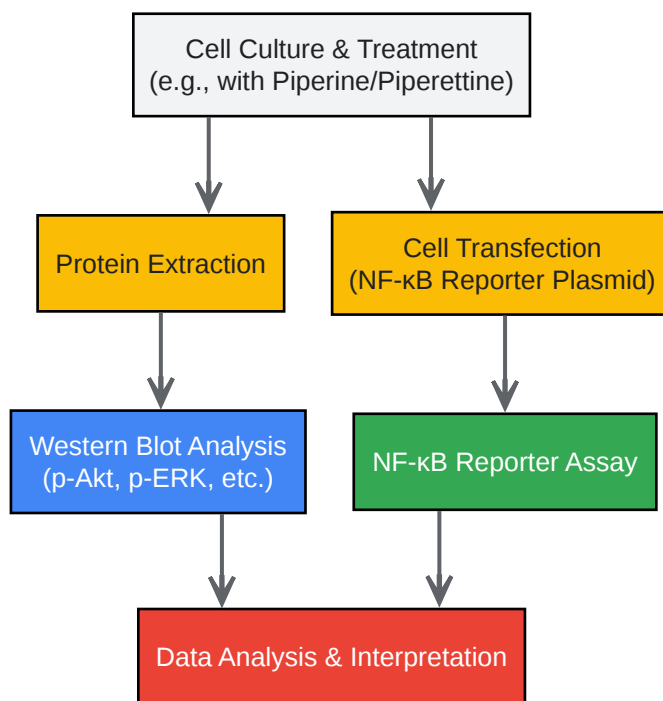 Cell Culture & Treatment
(e.g., with Piperine/Piperettine)
Protein Extraction
Cell Transfection
(NF-κB Reporter Plasmid)
Western Blot Analysis
(p-Akt, p-ERK, etc.)
NF-κB Reporter Assay
Data Analysis & Interpretation